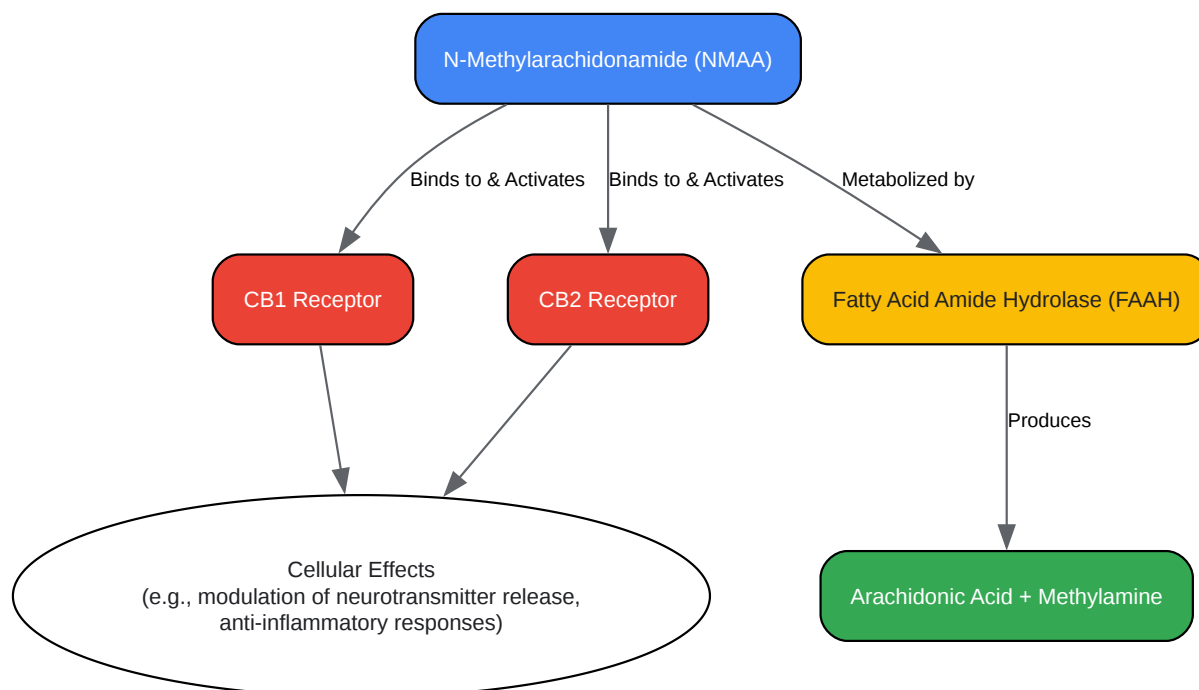 N-Methylarachidonamide (NMAA)
Binds to & Activates
Binds to & Activates
Metabolized by
CB1 Receptor
CB2 Receptor
Fatty Acid Amide Hydrolase (FAAH)
Produces
Cellular Effects
(e.g., modulation of neurotransmitter release,
anti-inflammatory responses)
Arachidonic Acid + Methylamine